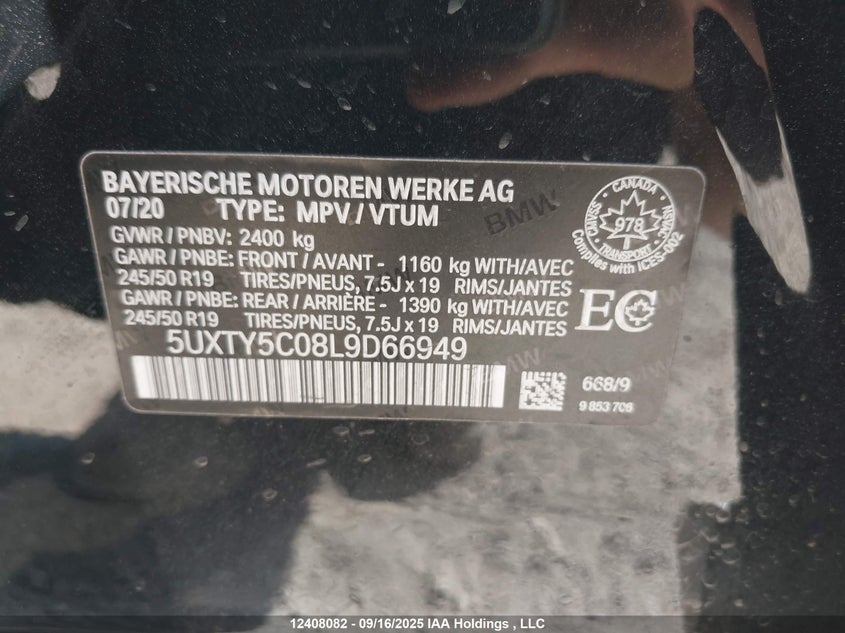 BAYERISCHE MOTOREN WERKE AG
07/20 TYPE: MPV / VTUM
GVWR / PNBV: 2400 kg
GAWR / PNBE: FRONT / AVANT - 1160 kg WITH/AVEC
245/50 R19 TIRES/PNEUS, 7.5J x 19 RIMS/JANTES
GAWR / PNBE: REAR / ARRIÈRE - 1390 kg WITH/AVEC
245/50 R19 TIRES/PNEUS, 7.5J x 19 RIMS/JANTES
5UXTY5C08L9D66949
CANADA
978
TRANSPORT
Complies with ICES-002
EC
668/9
9 853 706
BMW
12408082 - 09/16/2025 IAA Holdings , LLC